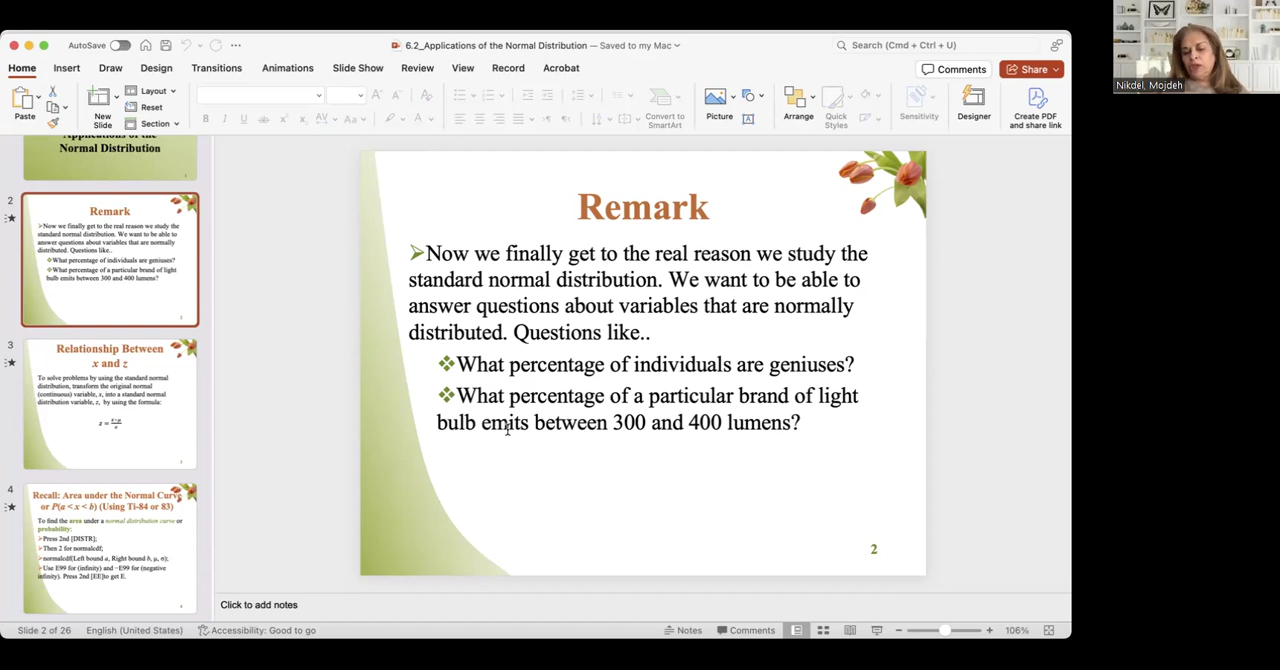 AutoSave
6.2_Applications of the Normal Distribution — Saved to my Mac
Search (Cmd + Ctrl + U)
Home Insert Draw Design Transitions Animations Slide Show Review View Record Acrobat
Comments
Share
Paste
New
Slide
Layout
Reset
Section
Convert to
SmartArt
Picture
Arrange
Quick
Styles
Sensitivity
Designer
Create PDF
and share link
Nikdel, Mojdeh
Applications of the
Normal Distribution
1
2
Remark
➢Now we finally get to the real reason we study the
standard normal distribution. We want to be able to
answer questions about variables that are normally
distributed. Questions like..
❖What percentage of individuals are geniuses?
❖What percentage of a particular brand of light
bulb emits between 300 and 400 lumens?
2
3
Relationship Between
x and z
To solve problems by using the standard normal
distribution, transform the original normal
(continuous) variable, x, into a standard normal
distribution variable, z, by using the formula:
z = x−μ/σ
3
4
Recall: Area under the Normal Curve
or P(a < x < b) (Using Ti-84 or 83)
To find the area under a normal distribution curve or
probability:
➢Press 2nd [DISTR];
➢Then 2 for normalcdf;
➢normalcdf(Left bound a, Right bound b, μ, σ);
➢Use E99 for (infinity) and −E99 for (negative
infinity). Press 2nd [EE]to get E.
4
Remark
➢Now we finally get to the real reason we study the
standard normal distribution. We want to be able to
answer questions about variables that are normally
distributed. Questions like..
❖What percentage of individuals are geniuses?
❖What percentage of a particular brand of light
bulb emits between 300 and 400 lumens?
2
Click to add notes
Slide 2 of 26
English (United States)
Accessibility: Good to go
Notes
Comments
106%